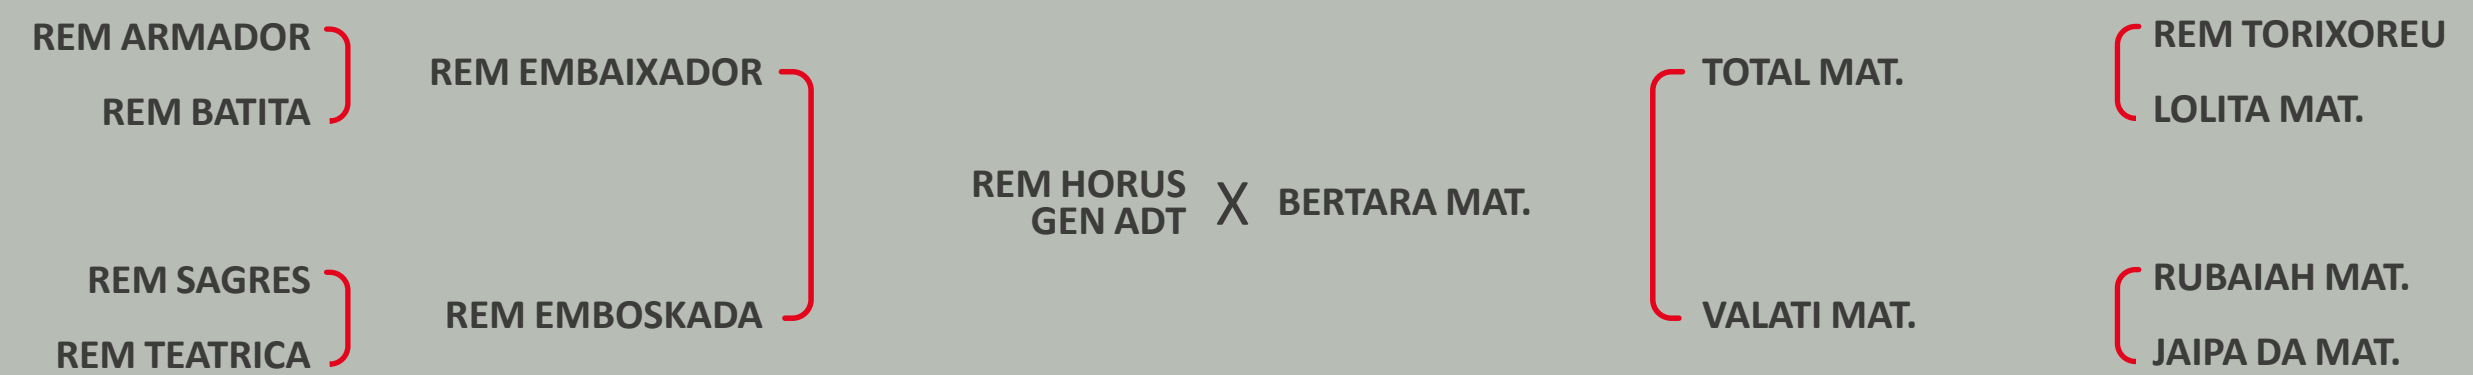 REM ARMADOR
REM BATITA
REM EMBAIXADOR
REM SAGRES
REM TEATRICA
REM EMBOSKADA
REM HORUS
GEN ADT
X
BERTARA MAT.
TOTAL MAT.
VALATI MAT.
REM TORIXOREU
LOLITA MAT.
RUBAIAH MAT.
JAIPA DA MAT.